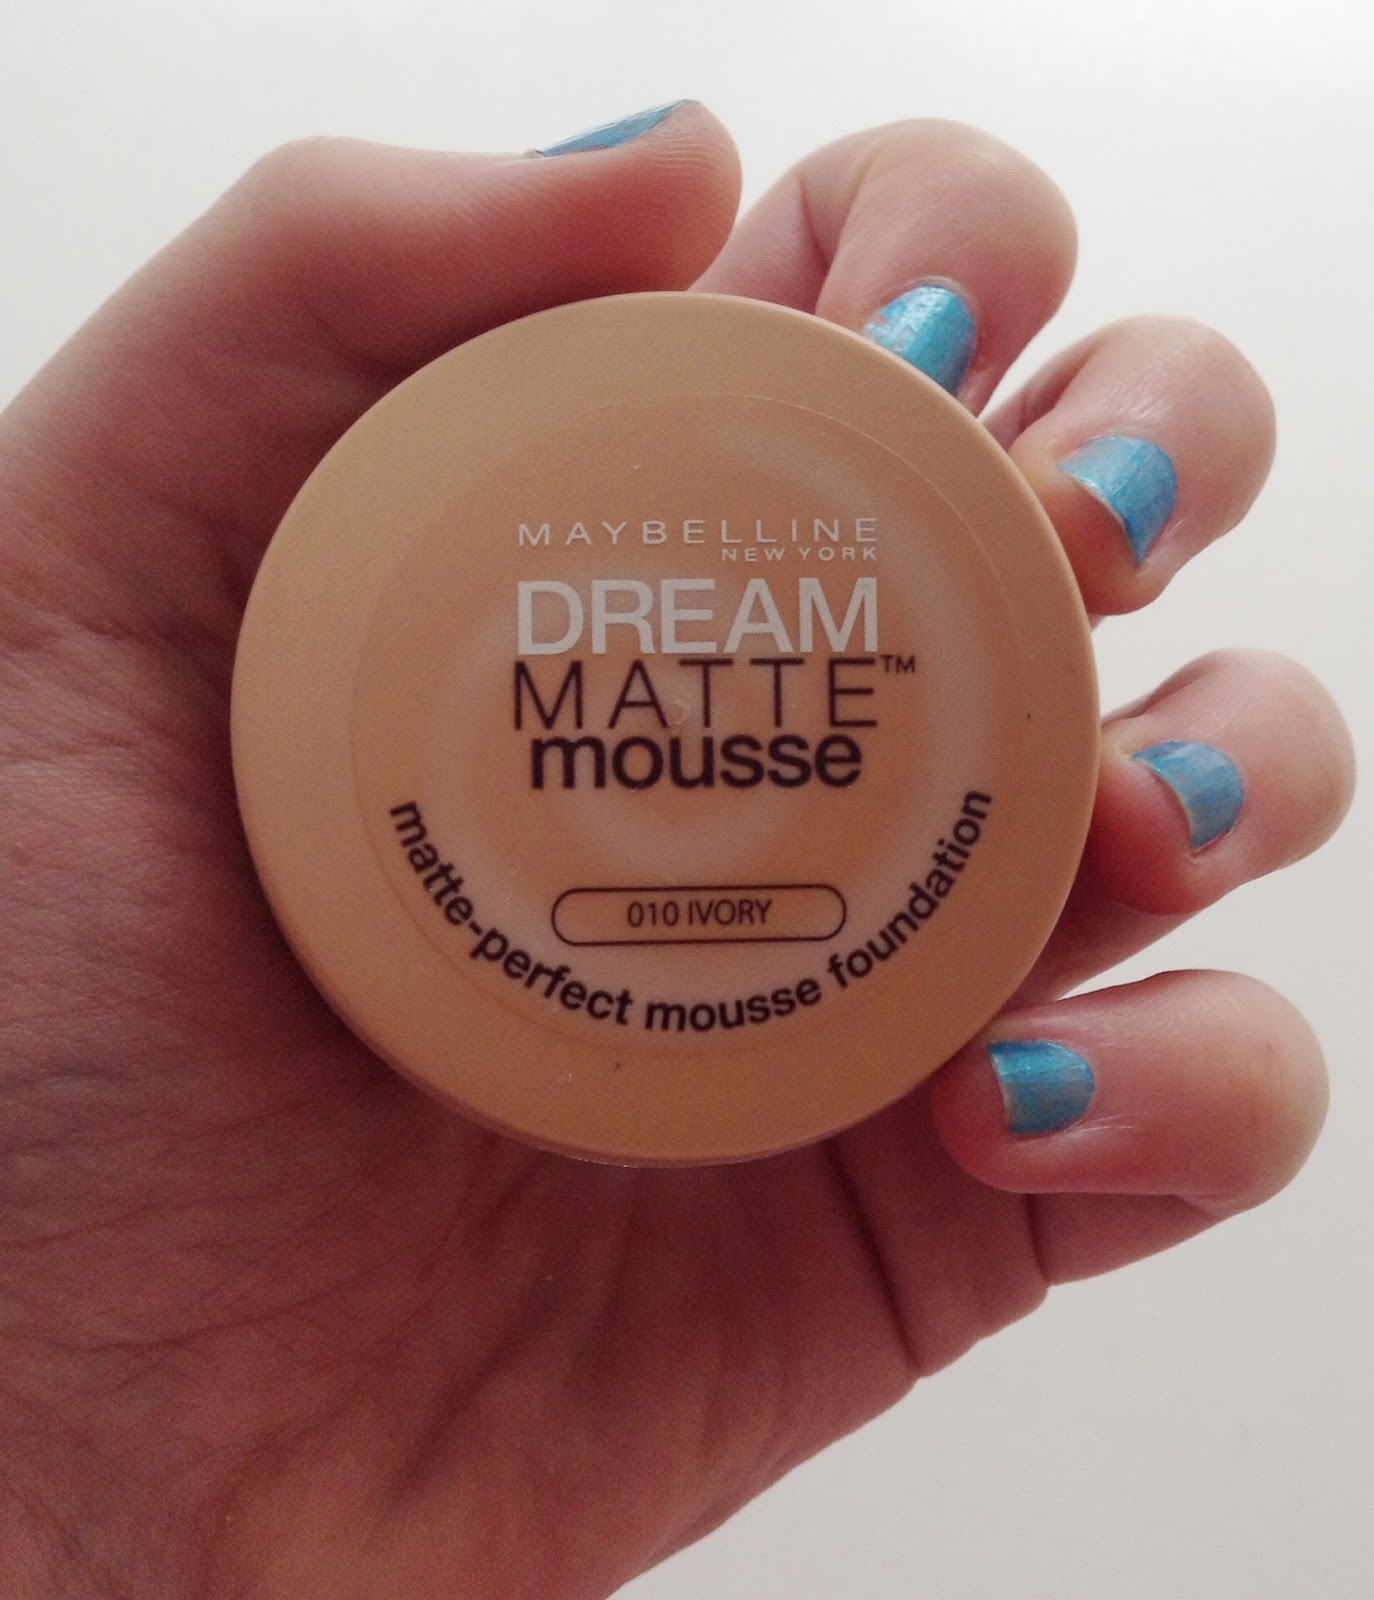 MAYBELLINE
NEW YORK
DREAM
MATTE™
mousse
010 IVORY
matte-perfect mousse foundation